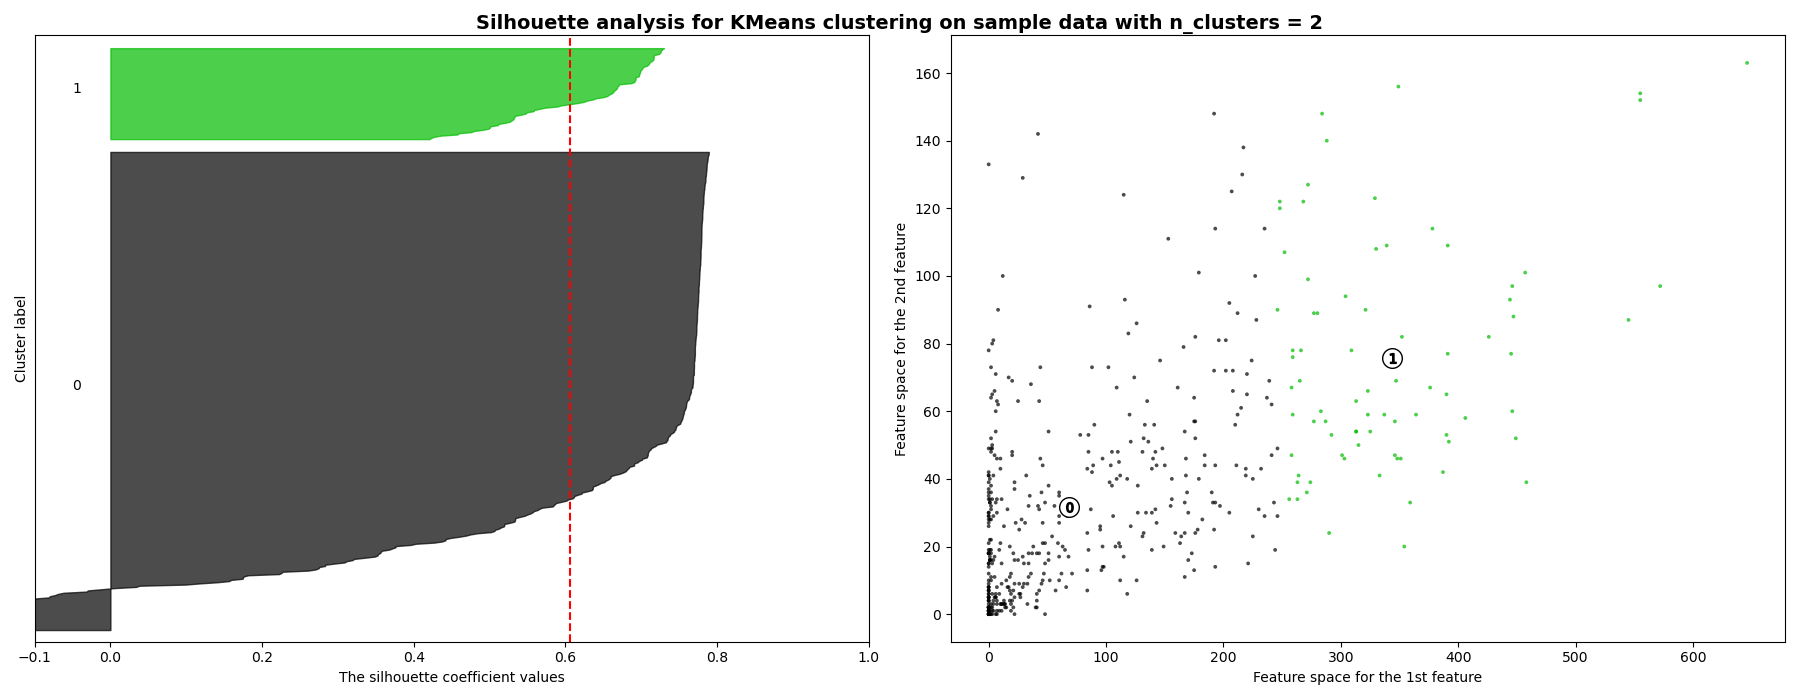 Silhouette analysis for KMeans clustering on sample data with n_clusters = 2
Cluster label
1
0
−0.1 0.0 0.2 0.4 0.6 0.8 1.0
The silhouette coefficient values
Feature space for the 2nd feature
160
140
120
100
80
60
40
20
0
1
0
0 100 200 300 400 500 600
Feature space for the 1st feature